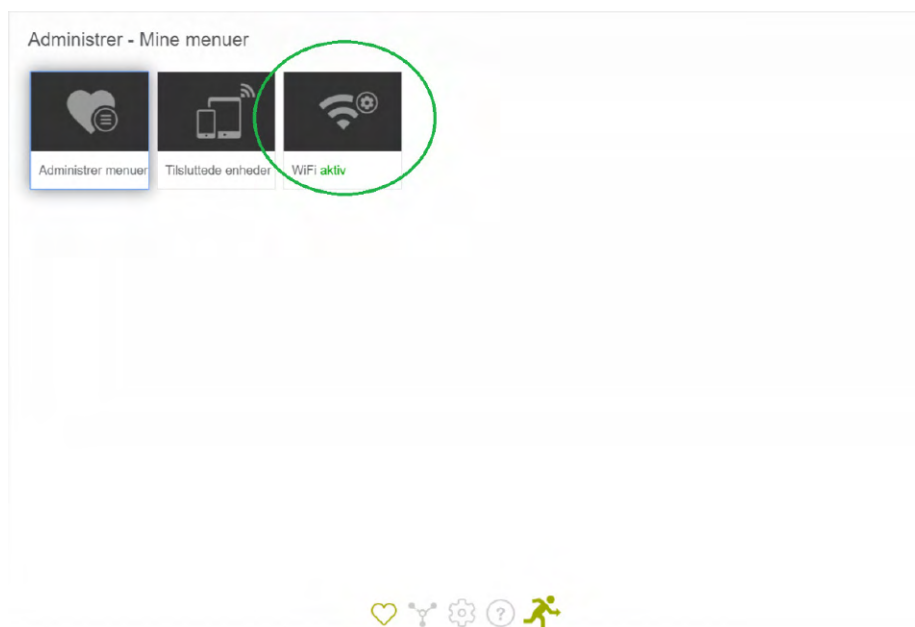 Administrer - Mine menuer
Administrer menuer
Tilsluttede enheder
WiFi aktiv
?